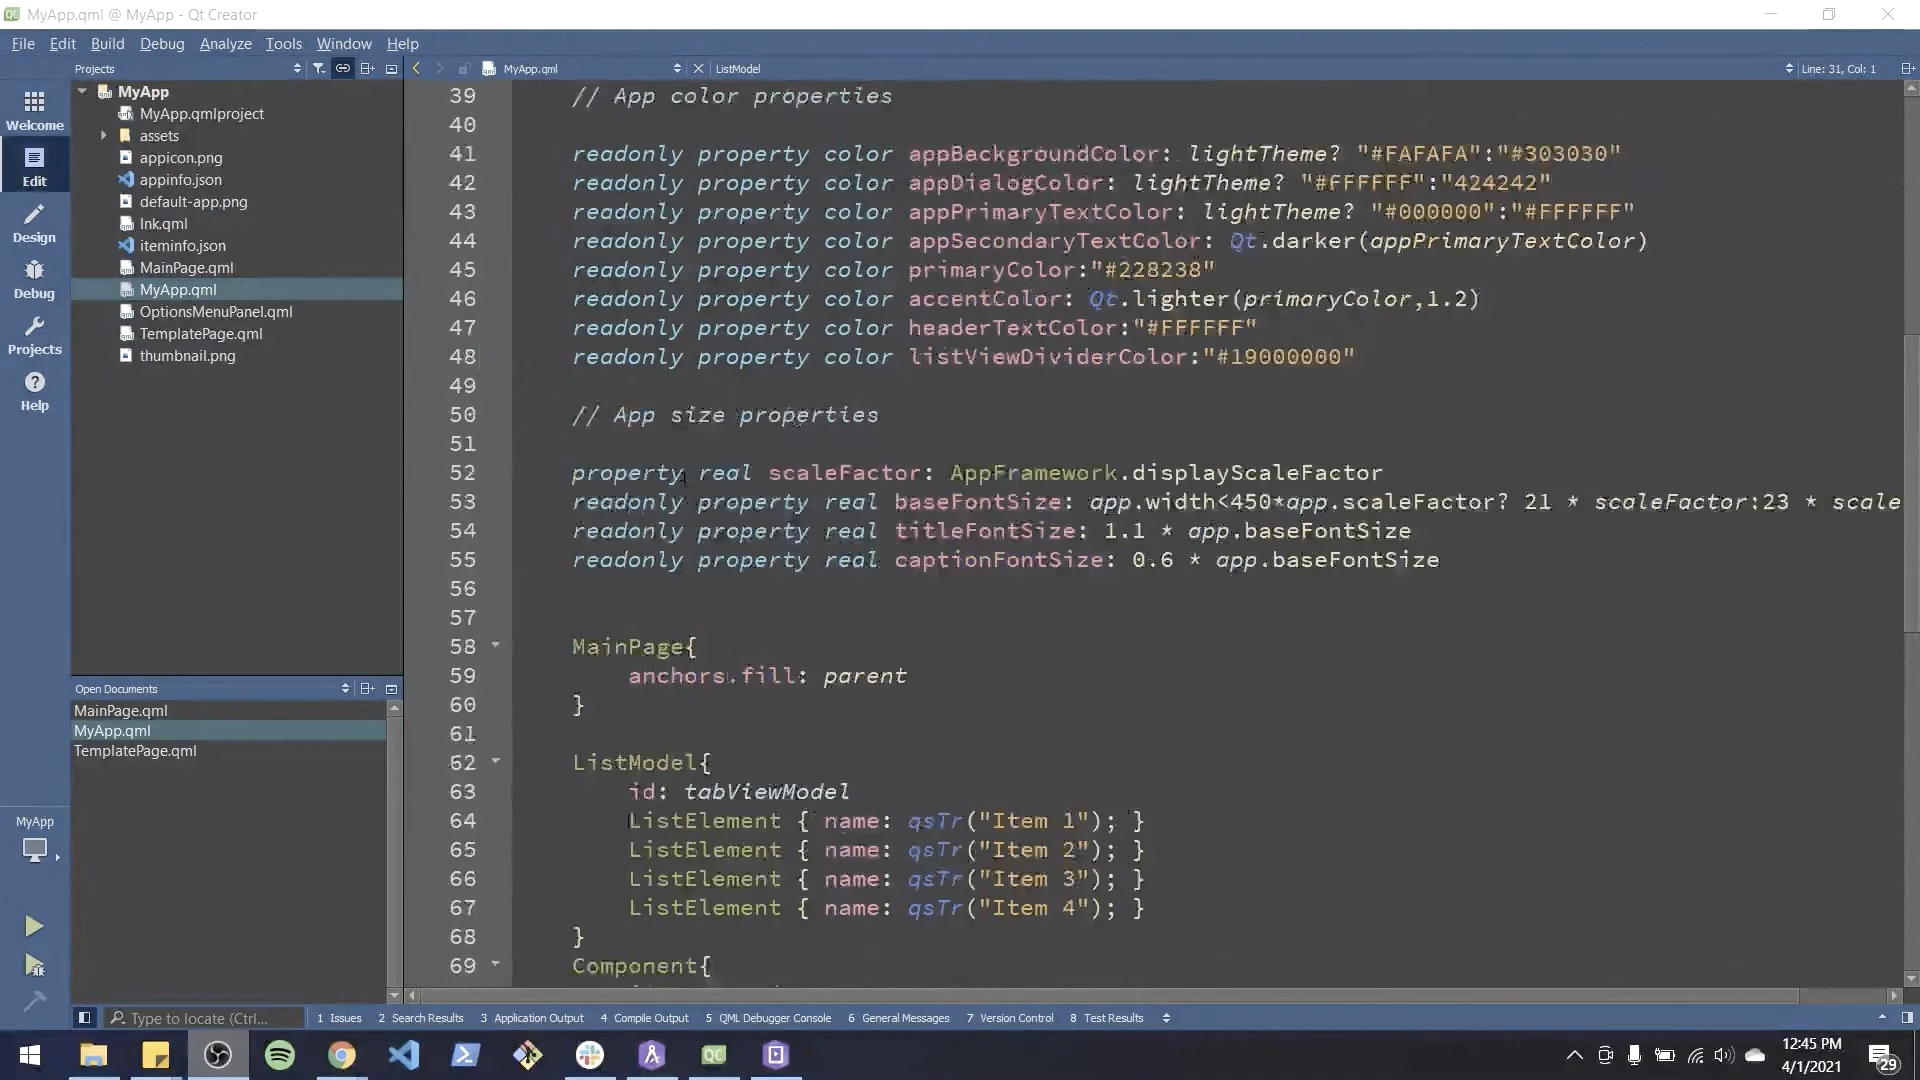 MyApp.qml @ MyApp - Qt Creator
File Edit Build Debug Analyze Tools Window Help
Projects
MyApp.qml
ListModel
Line: 31, Col: 1
Welcome
Edit
Design
Debug
Projects
Help
MyApp
MyApp.qmlproject
assets
appicon.png
appinfo.json
default-app.png
Ink.qml
iteminfo.json
MainPage.qml
MyApp.qml
OptionsMenuPanel.qml
TemplatePage.qml
thumbnail.png
Open Documents
MainPage.qml
MyApp.qml
TemplatePage.qml
MyApp
39 // App color properties
40
41 readonly property color appBackgroundColor: lightTheme? "#FAFAFA":"#303030"
42 readonly property color appDialogColor: lightTheme? "#FFFFFF":"424242"
43 readonly property color appPrimaryTextColor: lightTheme? "#000000":"#FFFFFF"
44 readonly property color appSecondaryTextColor: Qt.darker(appPrimaryTextColor)
45 readonly property color primaryColor:"#228238"
46 readonly property color accentColor: Qt.lighter(primaryColor,1.2)
47 readonly property color headerTextColor:"#FFFFFF"
48 readonly property color listViewDividerColor:"#19000000"
49
50 // App size properties
51
52 property real scaleFactor: AppFramework.displayScaleFactor
53 readonly property real baseFontSize: app.width<450*app.scaleFactor? 21 * scaleFactor:23 * scale
54 readonly property real titleFontSize: 1.1 * app.baseFontSize
55 readonly property real captionFontSize: 0.6 * app.baseFontSize
56
57
58 MainPage{
59 anchors.fill: parent
60 }
61
62 ListModel{
63 id: tabViewModel
64 ListElement { name: qsTr("Item 1"); }
65 ListElement { name: qsTr("Item 2"); }
66 ListElement { name: qsTr("Item 3"); }
67 ListElement { name: qsTr("Item 4"); }
68 }
69 Component{
Type to locate (Ctrl...
1 Issues 2 Search Results 3 Application Output 4 Compile Output 5 QML Debugger Console 6 General Messages 7 Version Control 8 Test Results
12:45 PM
4/1/2021
29